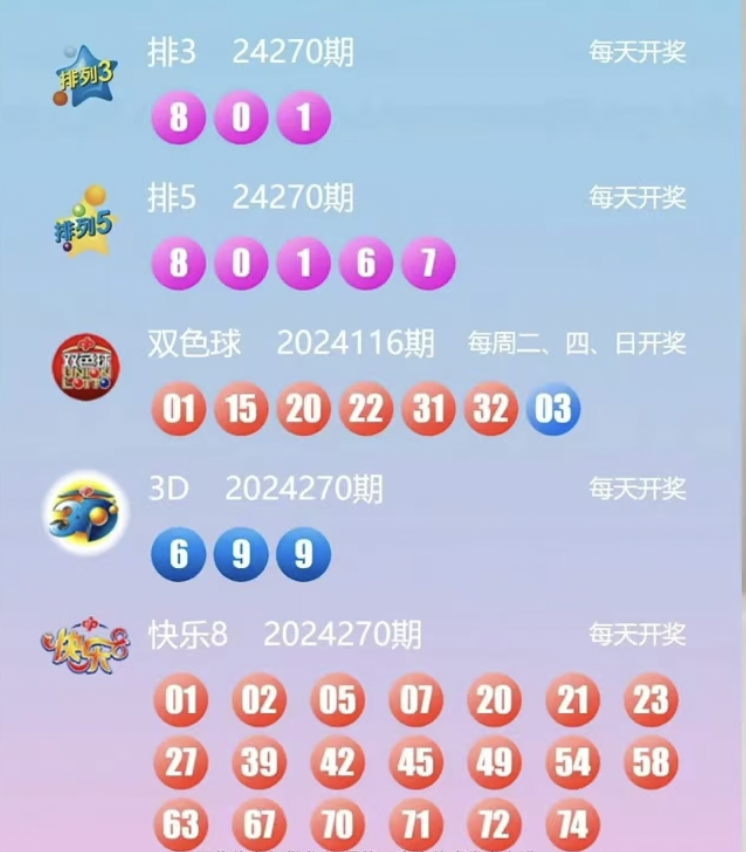 排列3
排3 24270期 每天开奖
8 0 1
排列5
排5 24270期 每天开奖
8 0 1 6 7
双色球
UNION
LOTTO
双色球 2024116期 每周二、四、日开奖
01 15 20 22 31 32 03
3D
3D 2024270期 每天开奖
6 9 9
快乐8
快乐8 2024270期 每天开奖
01 02 05 07 20 21 23
27 39 42 45 49 54 58
63 67 70 71 72 74